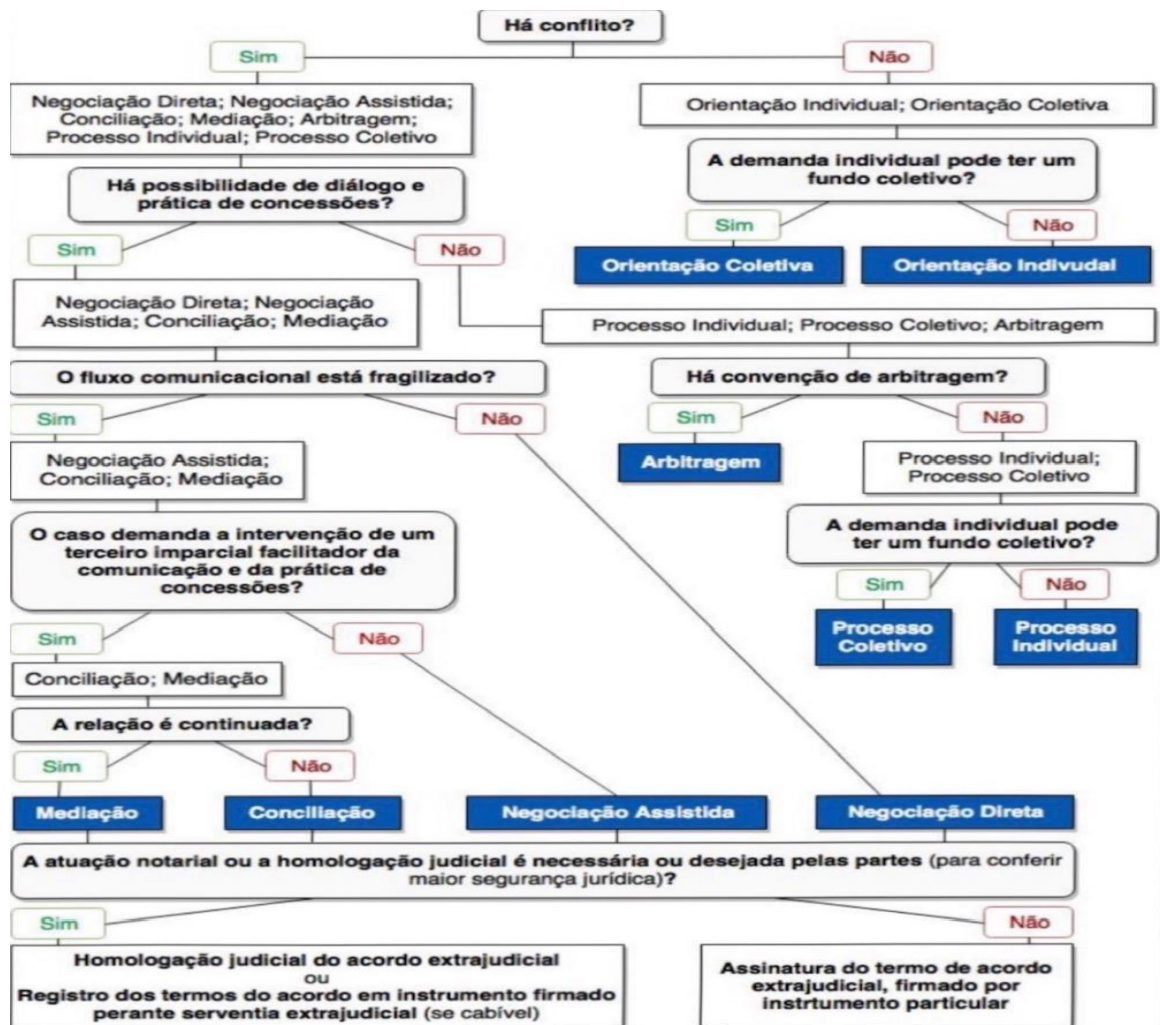 Há conflito?
Sim
Não
Negociação Direta; Negociação Assistida;
Conciliação; Mediação; Arbitragem;
Processo Individual; Processo Coletivo
Orientação Individual; Orientação Coletiva
Há possibilidade de diálogo e
prática de concessões?
A demanda individual pode ter um
fundo coletivo?
Sim
Não
Sim
Não
Orientação Coletiva
Orientação Indivudal
Negociação Direta; Negociação
Assistida; Conciliação; Mediação
Processo Individual; Processo Coletivo; Arbitragem
O fluxo comunicacional está fragilizado?
Há convenção de arbitragem?
Sim
Não
Sim
Não
Negociação Assistida;
Conciliação; Mediação
Arbitragem
Processo Individual;
Processo Coletivo
O caso demanda a intervenção de um
terceiro imparcial facilitador da
comunicação e da prática de
concessões?
A demanda individual pode
ter um fundo coletivo?
Sim
Não
Processo
Coletivo
Processo
Individual
Sim
Não
Conciliação; Mediação
A relação é continuada?
Sim
Não
Mediação
Conciliação
Negociação Assistida
Negociação Direta
A atuação notarial ou a homologação judicial é necessária ou desejada pelas partes (para conferir
maior segurança jurídica)?
Sim
Não
Homologação judicial do acordo extrajudicial
ou
Registro dos termos do acordo em instrumento firmado
perante serventia extrajudicial (se cabível)
Assinatura do termo de acordo
extrajudicial, firmado por
instrtumento particular